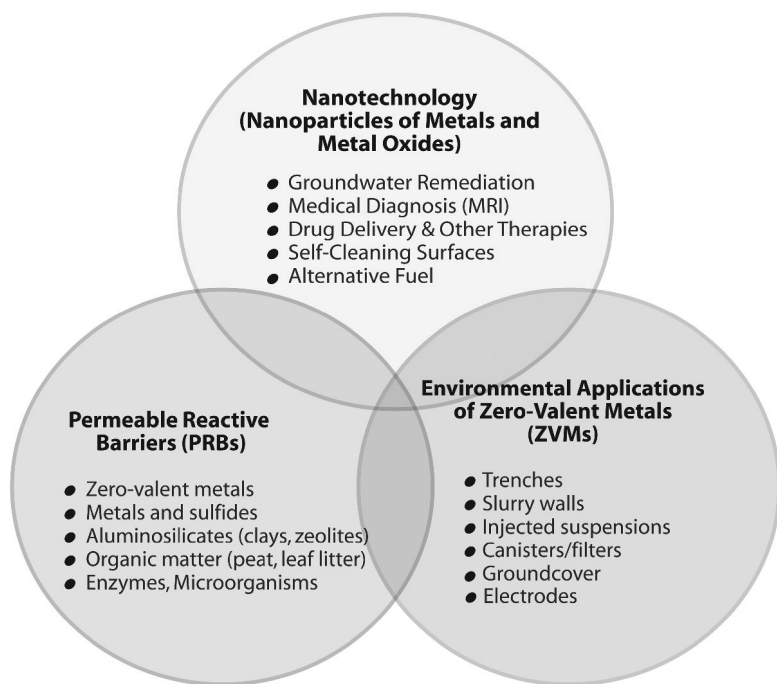 Nanotechnology
(Nanoparticles of Metals and
Metal Oxides)
● Groundwater Remediation
● Medical Diagnosis (MRI)
● Drug Delivery & Other Therapies
● Self-Cleaning Surfaces
● Alternative Fuel
Permeable Reactive
Barriers (PRBs)
● Zero-valent metals
● Metals and sulfides
● Aluminosilicates (clays, zeolites)
● Organic matter (peat, leaf litter)
● Enzymes, Microorganisms
Environmental Applications
of Zero-Valent Metals
(ZVMs)
● Trenches
● Slurry walls
● Injected suspensions
● Canisters/filters
● Groundcover
● Electrodes